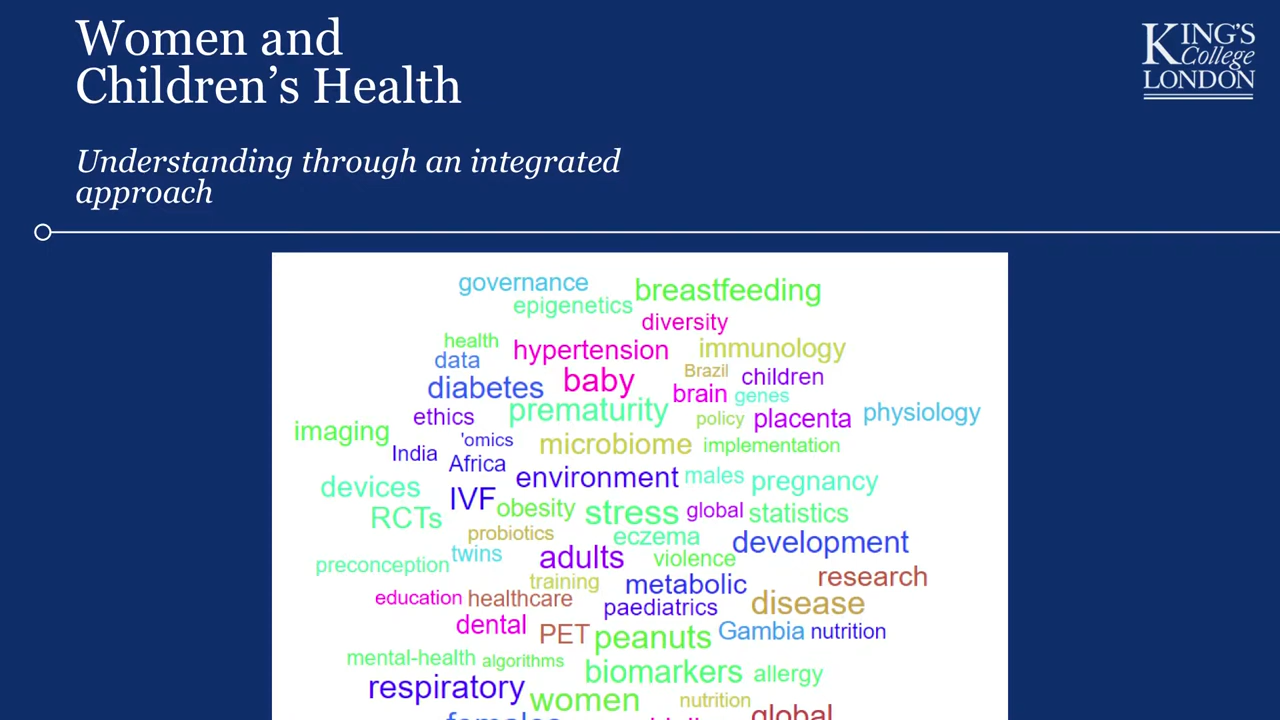 Women and
Children’s Health
KING'S
College
LONDON
Understanding through an integrated
approach
governance
breastfeeding
epigenetics
diversity
health
hypertension
immunology
data
Brazil
children
diabetes
baby
brain
genes
prematurity
ethics
policy
placenta
physiology
imaging
'omics
microbiome
implementation
India
Africa
environment
males
pregnancy
devices
IVF
obesity
stress
global
statistics
RCTs
probiotics
eczema
development
twins
adults
violence
preconception
training
metabolic
research
education
healthcare
paediatrics
disease
dental
PET
peanuts
Gambia
nutrition
mental-health
algorithms
biomarkers
allergy
respiratory
women
nutrition
females
global